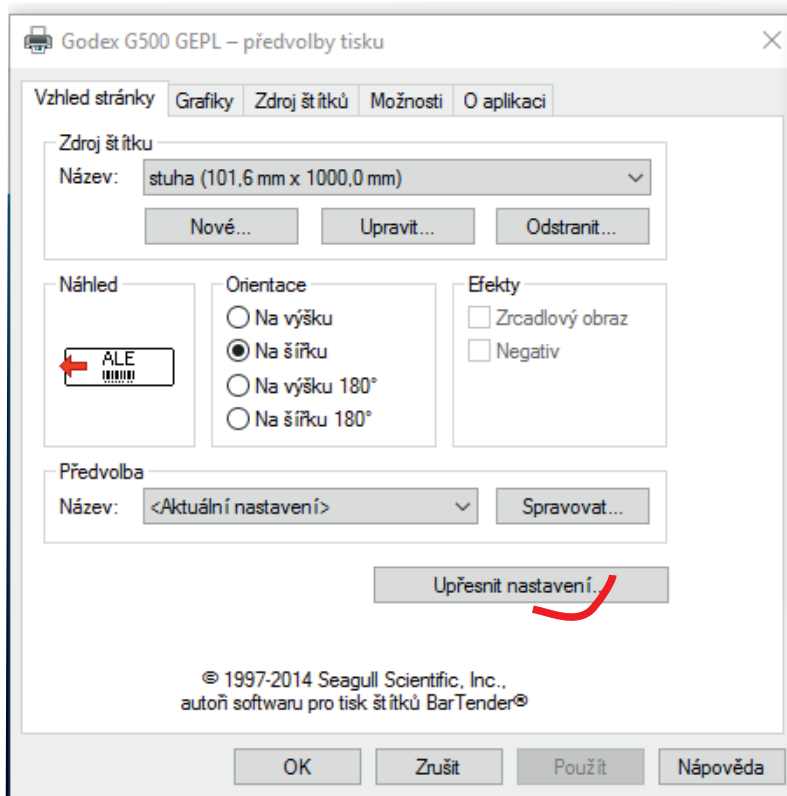 Godex G500 GEPL – předvolby tisku
Vzhled stránky Grafiky Zdroj štítků Možnosti O aplikaci
Zdroj štítku
Název: stuha (101,6 mm x 1000,0 mm)
Nové... Upravit... Odstranit...
Náhled Orientace Efekty
ALE
Na výšku
Na šířku
Na výšku 180°
Na šířku 180°
Zrcadlový obraz
Negativ
Předvolba
Název: <Aktuální nastavení> Spravovat...
Upřesnit nastavení...
© 1997-2014 Seagull Scientific, Inc.,
autoři softwaru pro tisk štítků BarTender®
OK Zrušit Použít Nápověda